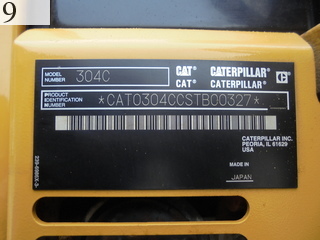 9
MODEL NUMBER 304C
CAT CATERPILLAR C
CAT CATERPILLAR
PRODUCT IDENTIFICATION NUMBER *CAT0304CCSTB00327*
CATERPILLAR INC.
PEORIA, IL 61629
USA
MADE IN
JAPAN